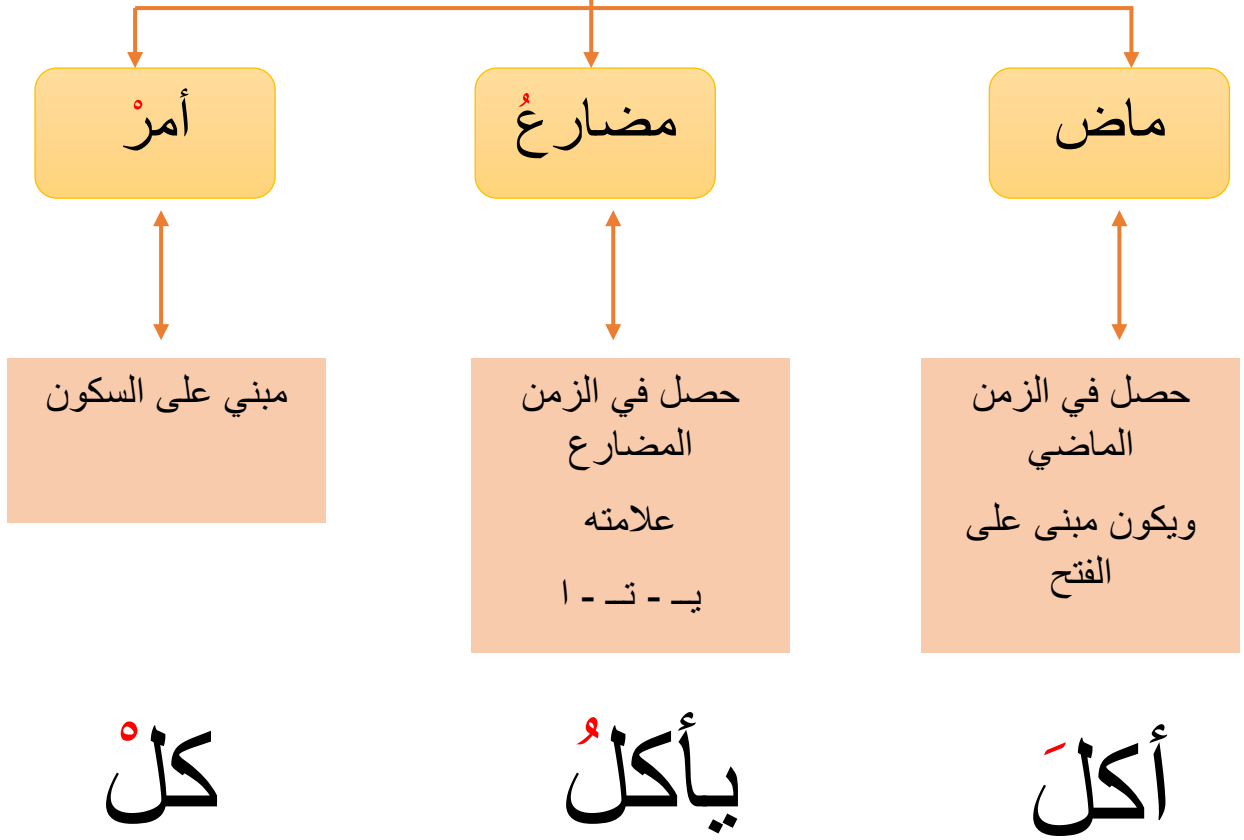 ماض
مضارعُ
أمرْ
حصل في الزمن
الماضي
ويكون مبنى على
الفتح
حصل في الزمن
المضارع
علامته
يـ - تـ - ا
مبني على السكون
أكلَ
يأكلُ
كلْ